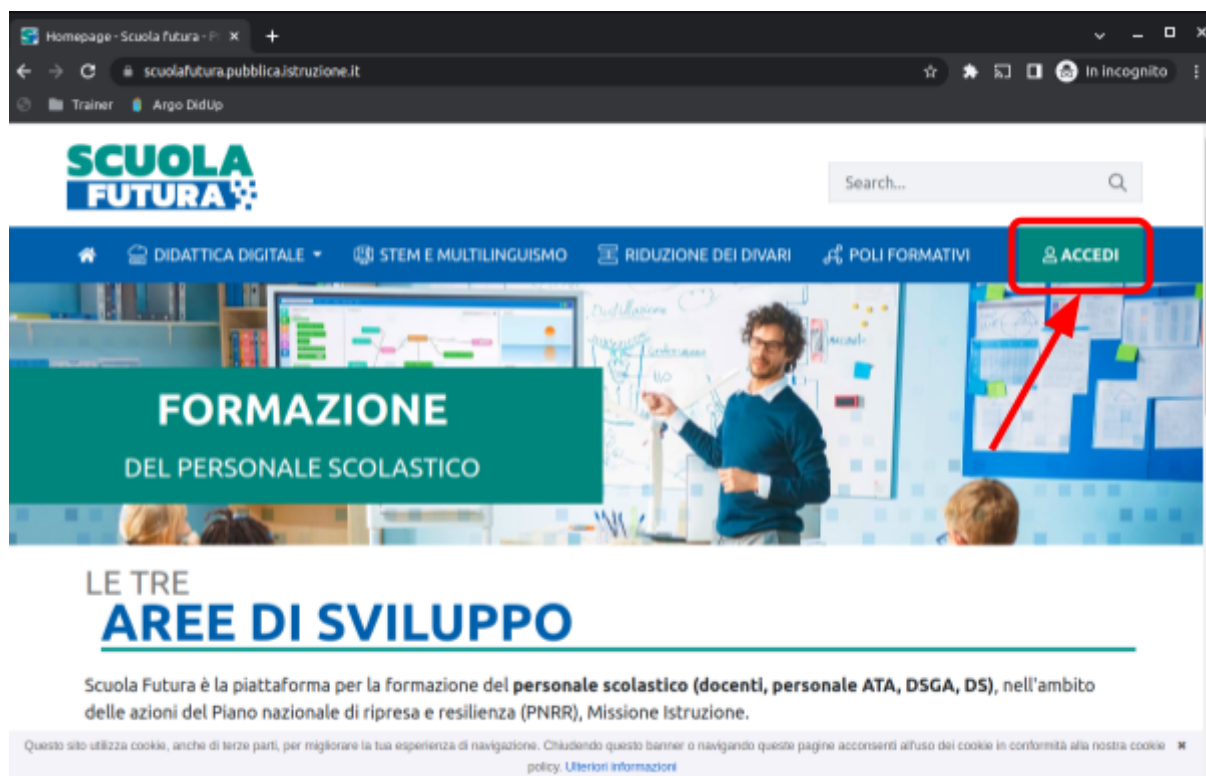 Homepage - Scuola futura - P
scuolafutura.pubblica.istruzione.it
In incognito
Trainer
Argo DidUp
SCUOLA
FUTURA
Search...
DIDATTICA DIGITALE
STEM E MULTILINGUISMO
RIDUZIONE DEI DIVARI
POLI FORMATIVI
ACCEDI
FORMAZIONE
DEL PERSONALE SCOLASTICO
LE TRE
AREE DI SVILUPPO
Scuola Futura è la piattaforma per la formazione del personale scolastico (docenti, personale ATA, DSGA, DS), nell'ambito
delle azioni del Piano nazionale di ripresa e resilienza (PNRR), Missione Istruzione.
Questo sito utilizza cookie, anche di terze parti, per migliorare la tua esperienza di navigazione. Chiudendo questo banner o navigando queste pagine acconsenti all'uso dei cookie in conformità alla nostra cookie
policy. Ulteriori informazioni